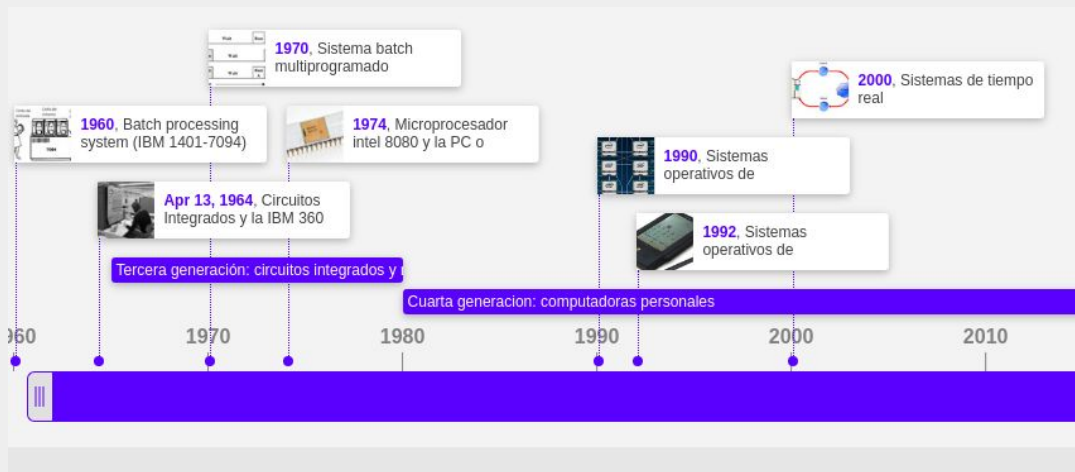 1970, Sistema batch
multiprogramado
2000, Sistemas de tiempo
real
1960, Batch processing
system (IBM 1401-7094)
1974, Microprocesador
intel 8080 y la PC o
1990, Sistemas
operativos de
Apr 13, 1964, Circuitos
Integrados y la IBM 360
1992, Sistemas
operativos de
Tercera generación: circuitos integrados y
Cuarta generacion: computadoras personales
960 1970 1980 1990 2000 2010